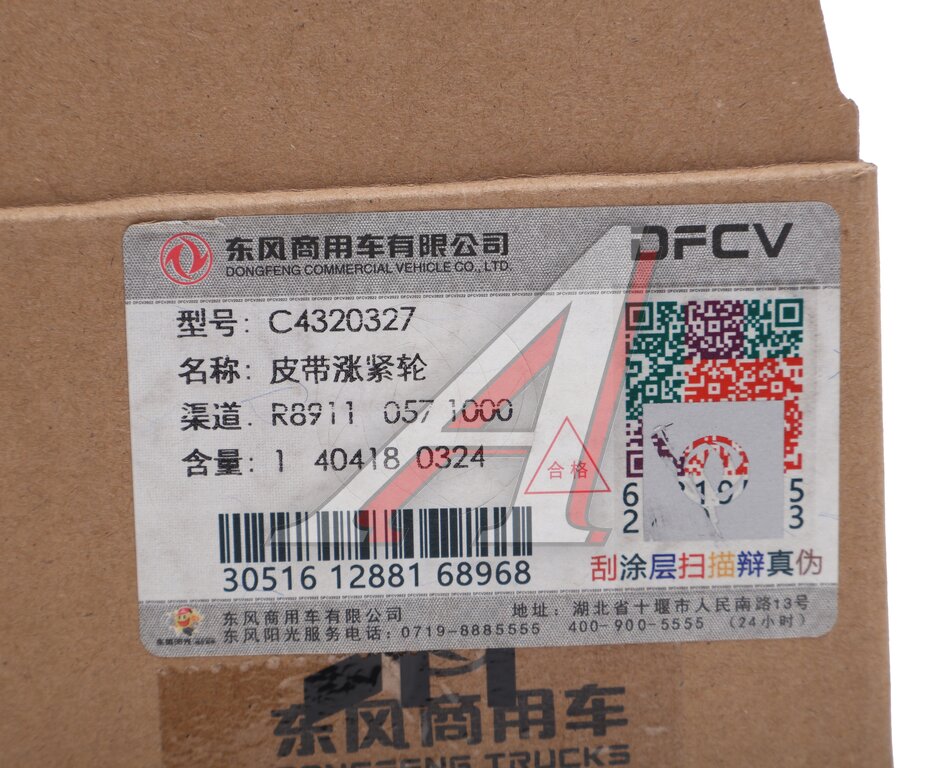 东风商用车有限公司
DONGFENG COMMERCIAL VEHICLE CO., LTD.
DFCV
型号: C4320327
名称: 皮带涨紧轮
渠道: R8911 057 1000
含量: 1 40418 0324
合格
30516 12881 68968
刮涂层扫描辩真伪
东风商用车有限公司
地址: 湖北省十堰市人民南路13号
东风阳光服务电话: 0719-8885555 400-900-5555 (24小时)
东风商用车
DONGFENG TRUCKS